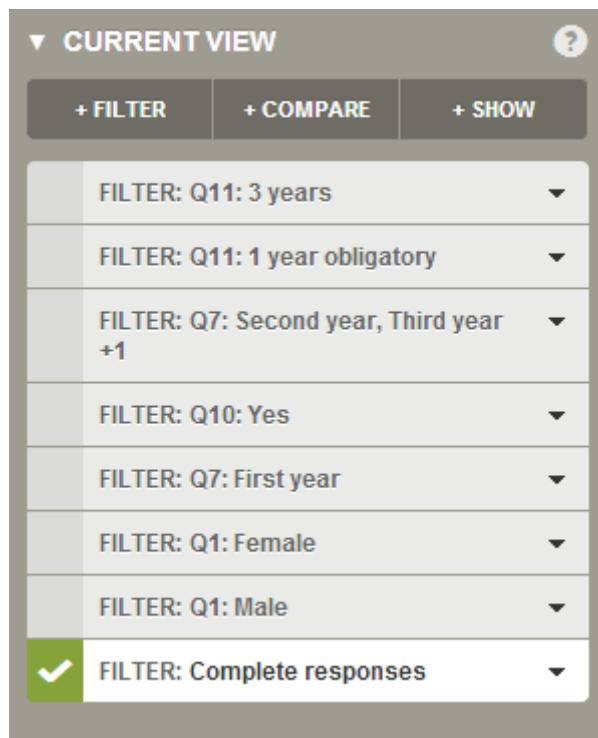 ▼ CURRENT VIEW ?
+ FILTER + COMPARE + SHOW
FILTER: Q11: 3 years
FILTER: Q11: 1 year obligatory
FILTER: Q7: Second year, Third year
+1
FILTER: Q10: Yes
FILTER: Q7: First year
FILTER: Q1: Female
FILTER: Q1: Male
FILTER: Complete responses